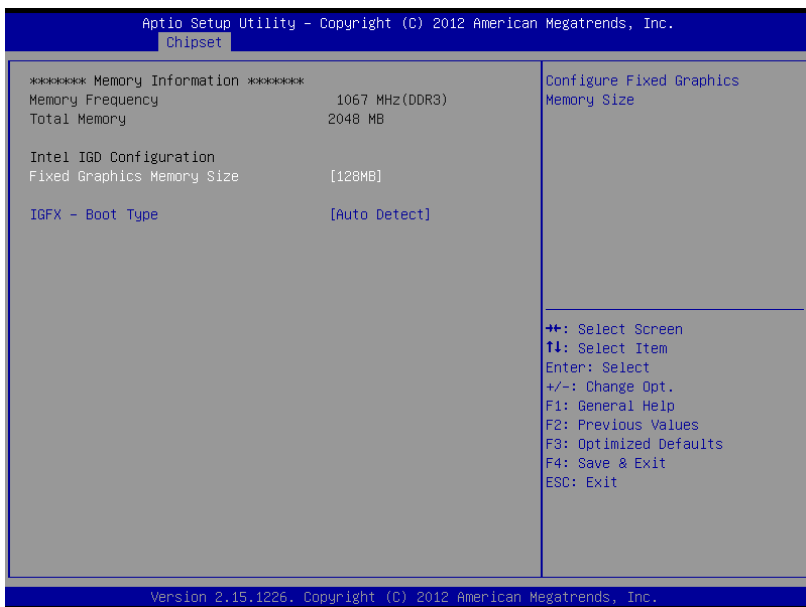 Aptio Setup Utility – Copyright (C) 2012 American Megatrends, Inc.
Chipset
******* Memory Information *******
Memory Frequency 1067 MHz(DDR3)
Total Memory 2048 MB
Intel IGD Configuration
Fixed Graphics Memory Size [128MB]
IGFX – Boot Type [Auto Detect]
Configure Fixed Graphics
Memory Size
→←: Select Screen
↑↓: Select Item
Enter: Select
+/-: Change Opt.
F1: General Help
F2: Previous Values
F3: Optimized Defaults
F4: Save & Exit
ESC: Exit
Version 2.15.1226. Copyright (C) 2012 American Megatrends, Inc.